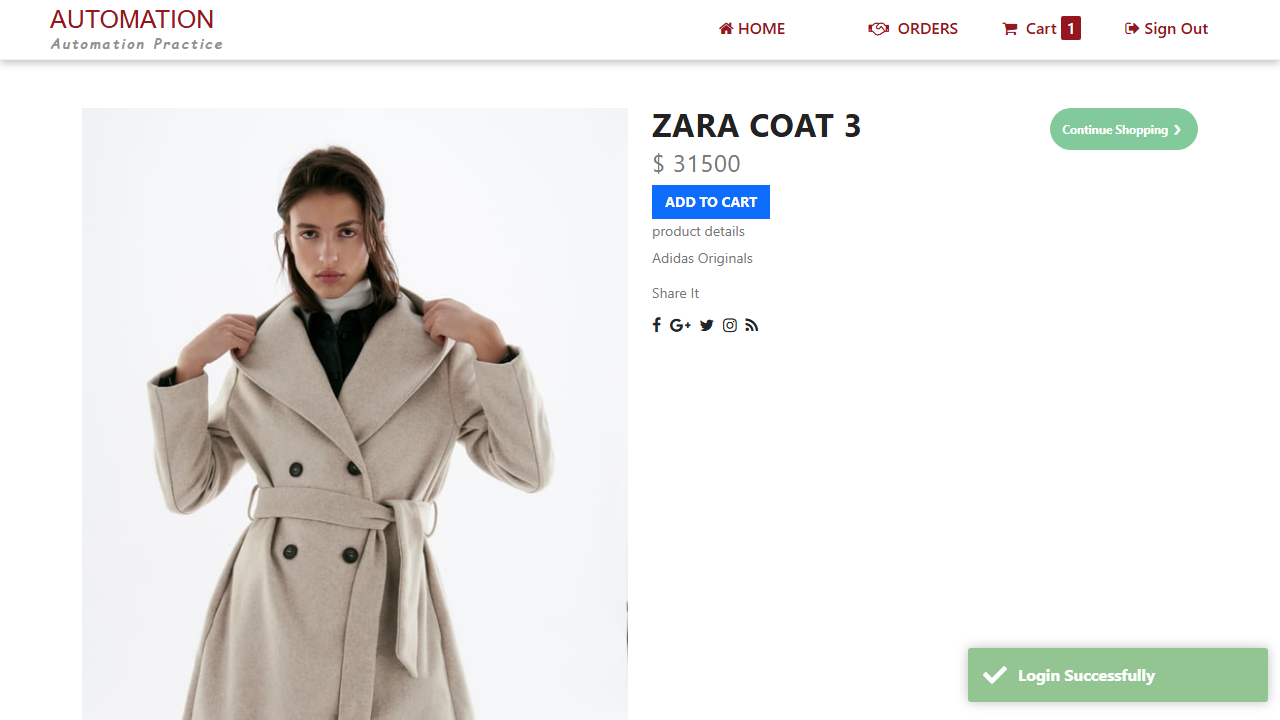 AUTOMATION
Automation Practice
HOME
ORDERS
Cart 1
Sign Out
ZARA COAT 3
Continue Shopping
$ 31500
ADD TO CART
product details
Adidas Originals
Share It
G+
Login Successfully